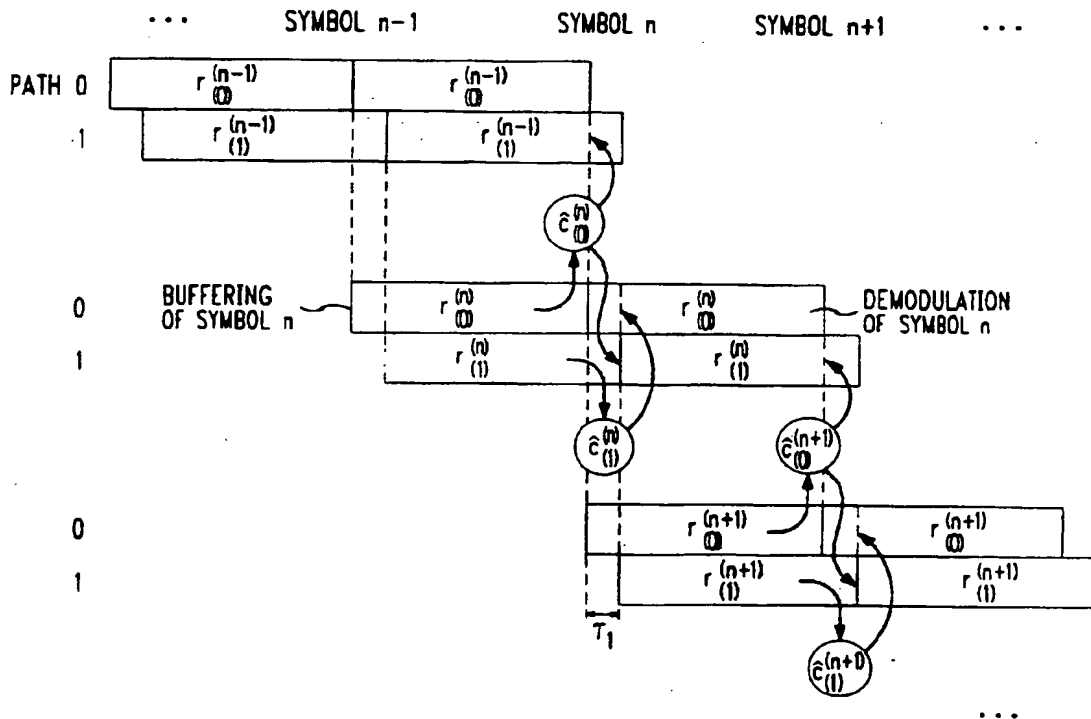 ... SYMBOL n-1 SYMBOL n SYMBOL n+1 ...
PATH 0 r(0)^(n-1) r(0)^(n-1)
1 r(1)^(n-1) r(1)^(n-1)
ĉ(0)^(n)
BUFFERING OF SYMBOL n
0 r(0)^(n) r(0)^(n)
DEMODULATION OF SYMBOL n
1 r(1)^(n) r(1)^(n)
ĉ(1)^(n) ĉ(0)^(n+1)
0 r(0)^(n+1) r(0)^(n+1)
1 r(1)^(n+1) r(1)^(n+1)
τ1
ĉ(1)^(n+1)
...